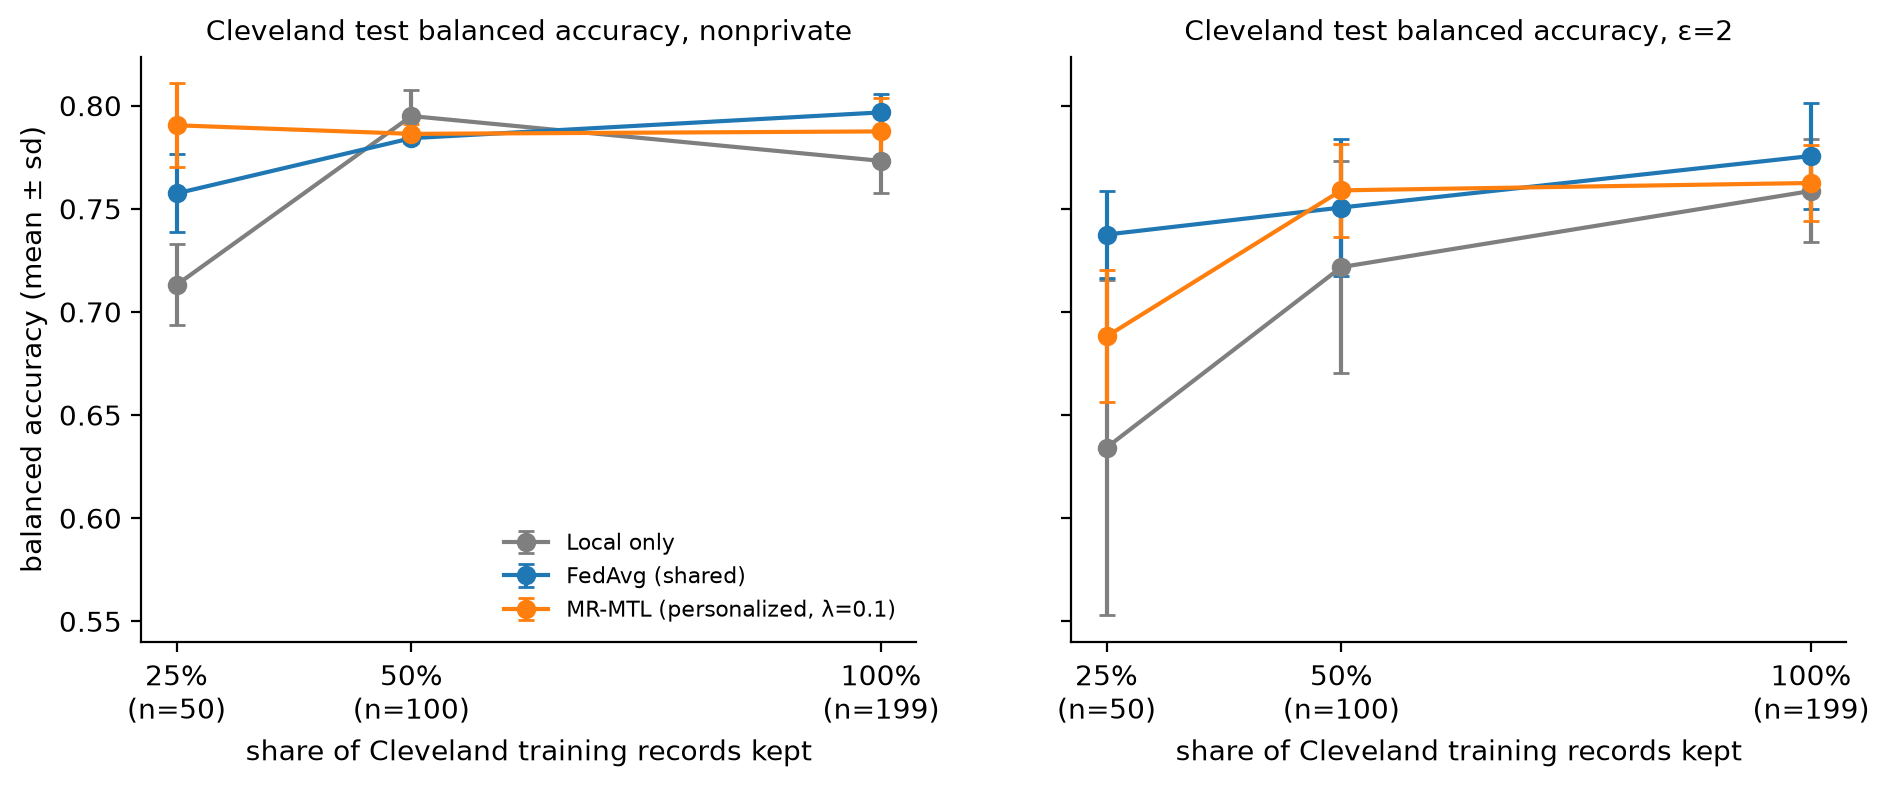 Cleveland test balanced accuracy, nonprivate
balanced accuracy (mean ± sd)
0.80
0.75
0.70
0.65
0.60
0.55
Local only
FedAvg (shared)
MR-MTL (personalized, λ=0.1)
25%
(n=50)
50%
(n=100)
100%
(n=199)
share of Cleveland training records kept
Cleveland test balanced accuracy, ε=2
25%
(n=50)
50%
(n=100)
100%
(n=199)
share of Cleveland training records kept